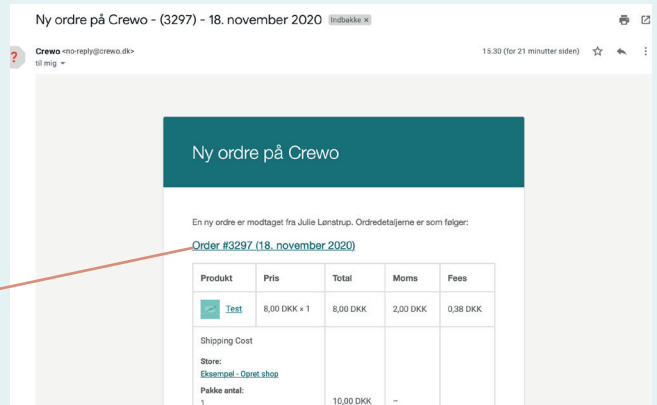 Ny ordre på Crewo - (3297) - 18. november 2020 Indbakke ×
?
Crewo <no-reply@crewo.dk> 15.30 (for 21 minutter siden)
til mig
Ny ordre på Crewo
En ny ordre er modtaget fra Julie Lønstrup. Ordredetaljerne er som følger:
Order #3297 (18. november 2020)
Produkt Pris Total Moms Fees
Test 8,00 DKK × 1 8,00 DKK 2,00 DKK 0,38 DKK
Shipping Cost
Store:
Eksempel - Opret shop
Pakke antal:
1 10,00 DKK –